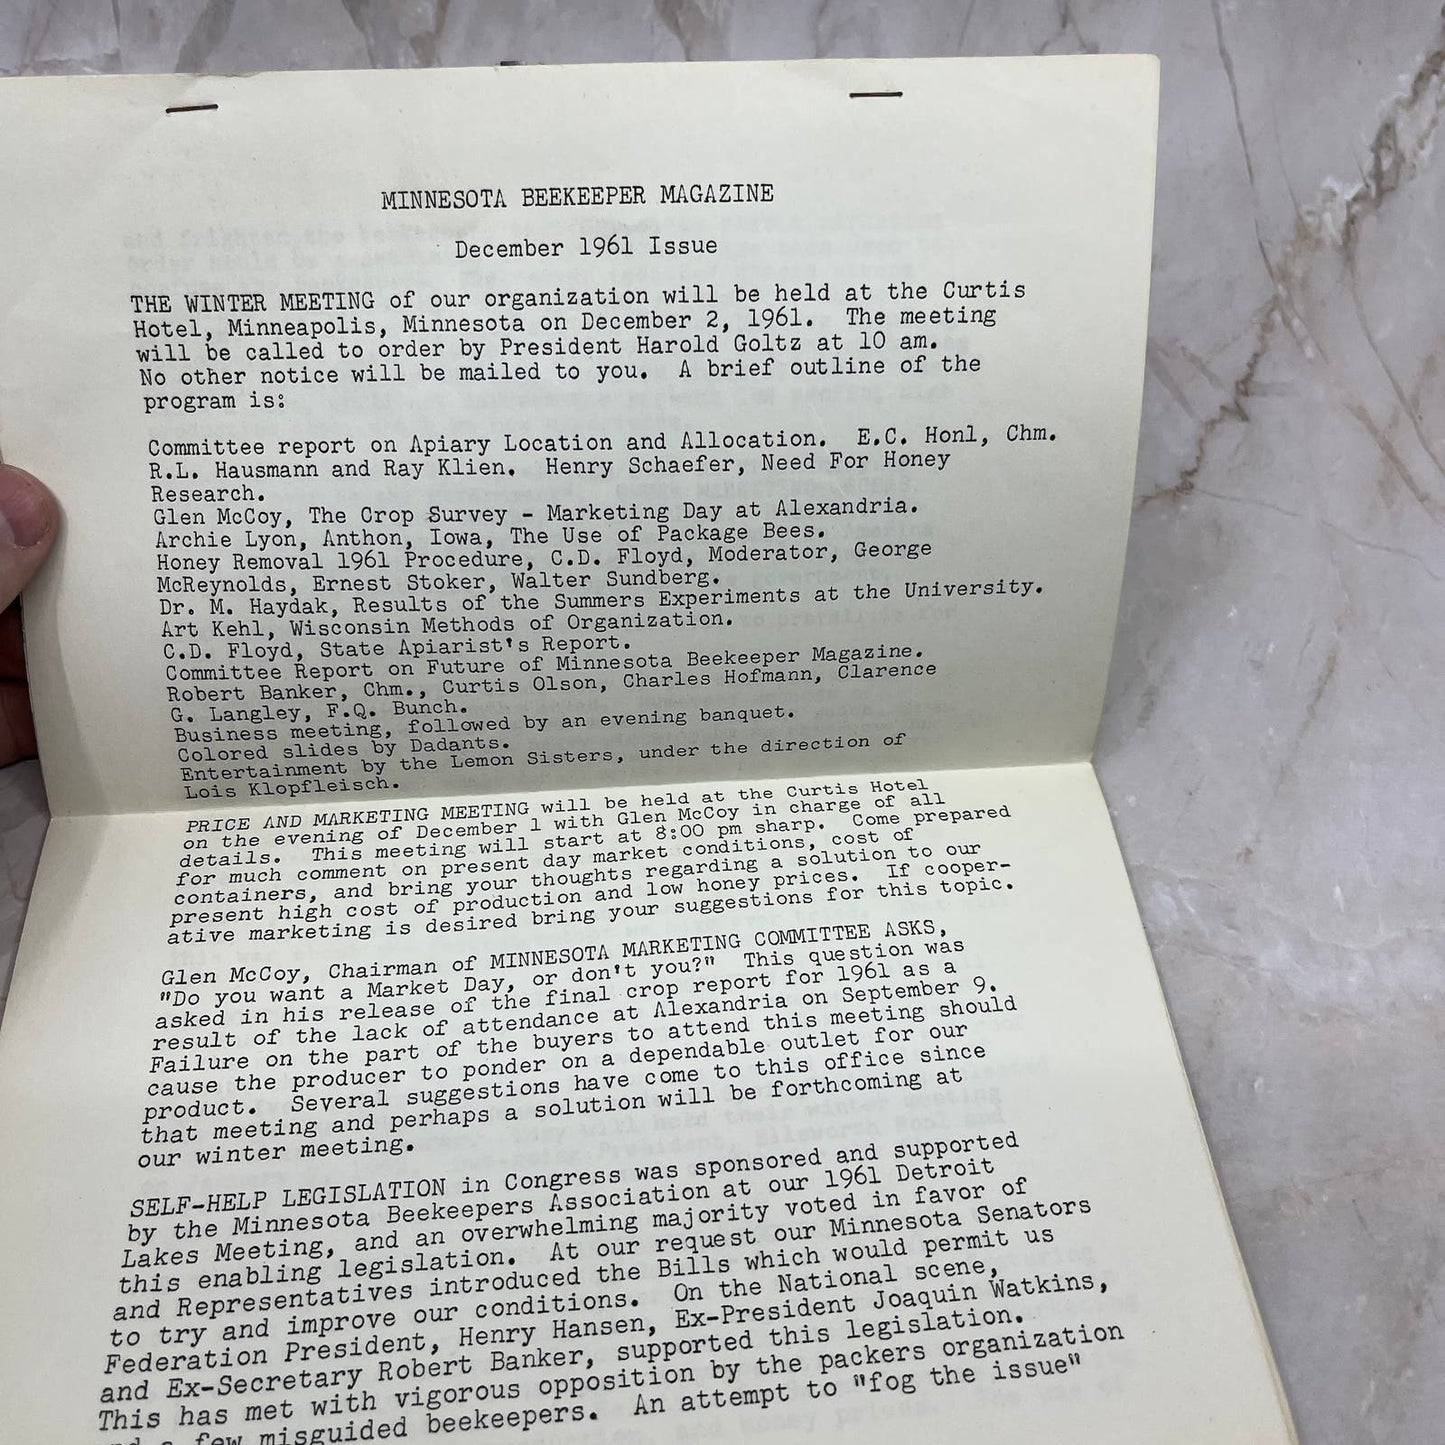 MINNESOTA BEEKEEPER MAGAZINE
December 1961 Issue
THE WINTER MEETING of our organization will be held at the Curtis
Hotel, Minneapolis, Minnesota on December 2, 1961. The meeting
will be called to order by President Harold Goltz at 10 am.
No other notice will be mailed to you. A brief outline of the
program is:
Committee report on Apiary Location and Allocation. E.C. Honl, Chm.
R.L. Hausmann and Ray Klien. Henry Schaefer, Need For Honey
Research.
Glen McCoy, The Crop Survey - Marketing Day at Alexandria.
Archie Lyon, Anthon, Iowa, The Use of Package Bees.
Honey Removal 1961 Procedure, C.D. Floyd, Moderator, George
McReynolds, Ernest Stoker, Walter Sundberg.
Dr. M. Haydak, Results of the Summers Experiments at the University.
Art Kehl, Wisconsin Methods of Organization.
C.D. Floyd, State Apiarist's Report.
Committee Report on Future of Minnesota Beekeeper Magazine.
Robert Banker, Chm., Curtis Olson, Charles Hofmann, Clarence
G. Langley, F.Q. Bunch.
Business meeting, followed by an evening banquet.
Colored slides by Dadants.
Entertainment by the Lemon Sisters, under the direction of
Lois Klopfleisch.
PRICE AND MARKETING MEETING will be held at the Curtis Hotel
on the evening of December 1 with Glen McCoy in charge of all
details. This meeting will start at 8:00 pm sharp. Come prepared
for much comment on present day market conditions, cost of
containers, and bring your thoughts regarding a solution to our
present high cost of production and low honey prices. If cooper-
ative marketing is desired bring your suggestions for this topic.
Glen McCoy, Chairman of MINNESOTA MARKETING COMMITTEE ASKS,
"Do you want a Market Day, or don't you?" This question was
asked in his release of the final crop report for 1961 as a
result of the lack of attendance at Alexandria on September 9.
Failure on the part of the buyers to attend this meeting should
cause the producer to ponder on a dependable outlet for our
product. Several suggestions have come to this office since
that meeting and perhaps a solution will be forthcoming at
our winter meeting.
SELF-HELP LEGISLATION in Congress was sponsored and supported
by the Minnesota Beekeepers Association at our 1961 Detroit
Lakes Meeting, and an overwhelming majority voted in favor of
this enabling legislation. At our request our Minnesota Senators
and Representatives introduced the Bills which would permit us
to try and improve our conditions. On the National scene,
Federation President, Henry Hansen, Ex-President Joaquin Watkins,
and Ex-Secretary Robert Banker, supported this legislation.
This has met with vigorous opposition by the packers organization
and a few misguided beekeepers. An attempt to "fog the issue"